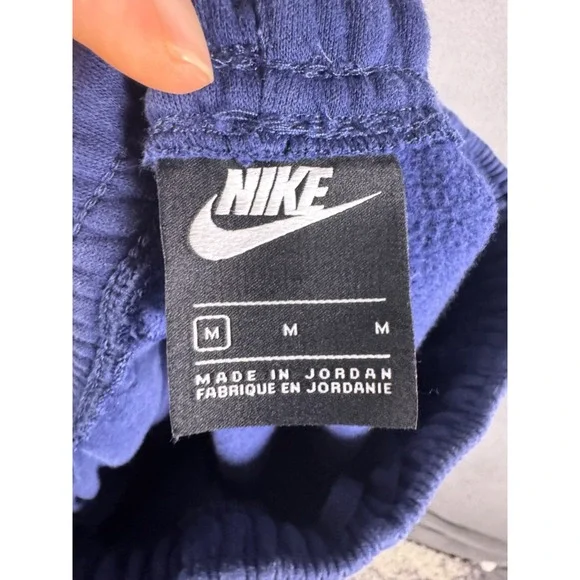 NIKE
M M M
MADE IN JORDAN
FABRIQUE EN JORDANIE